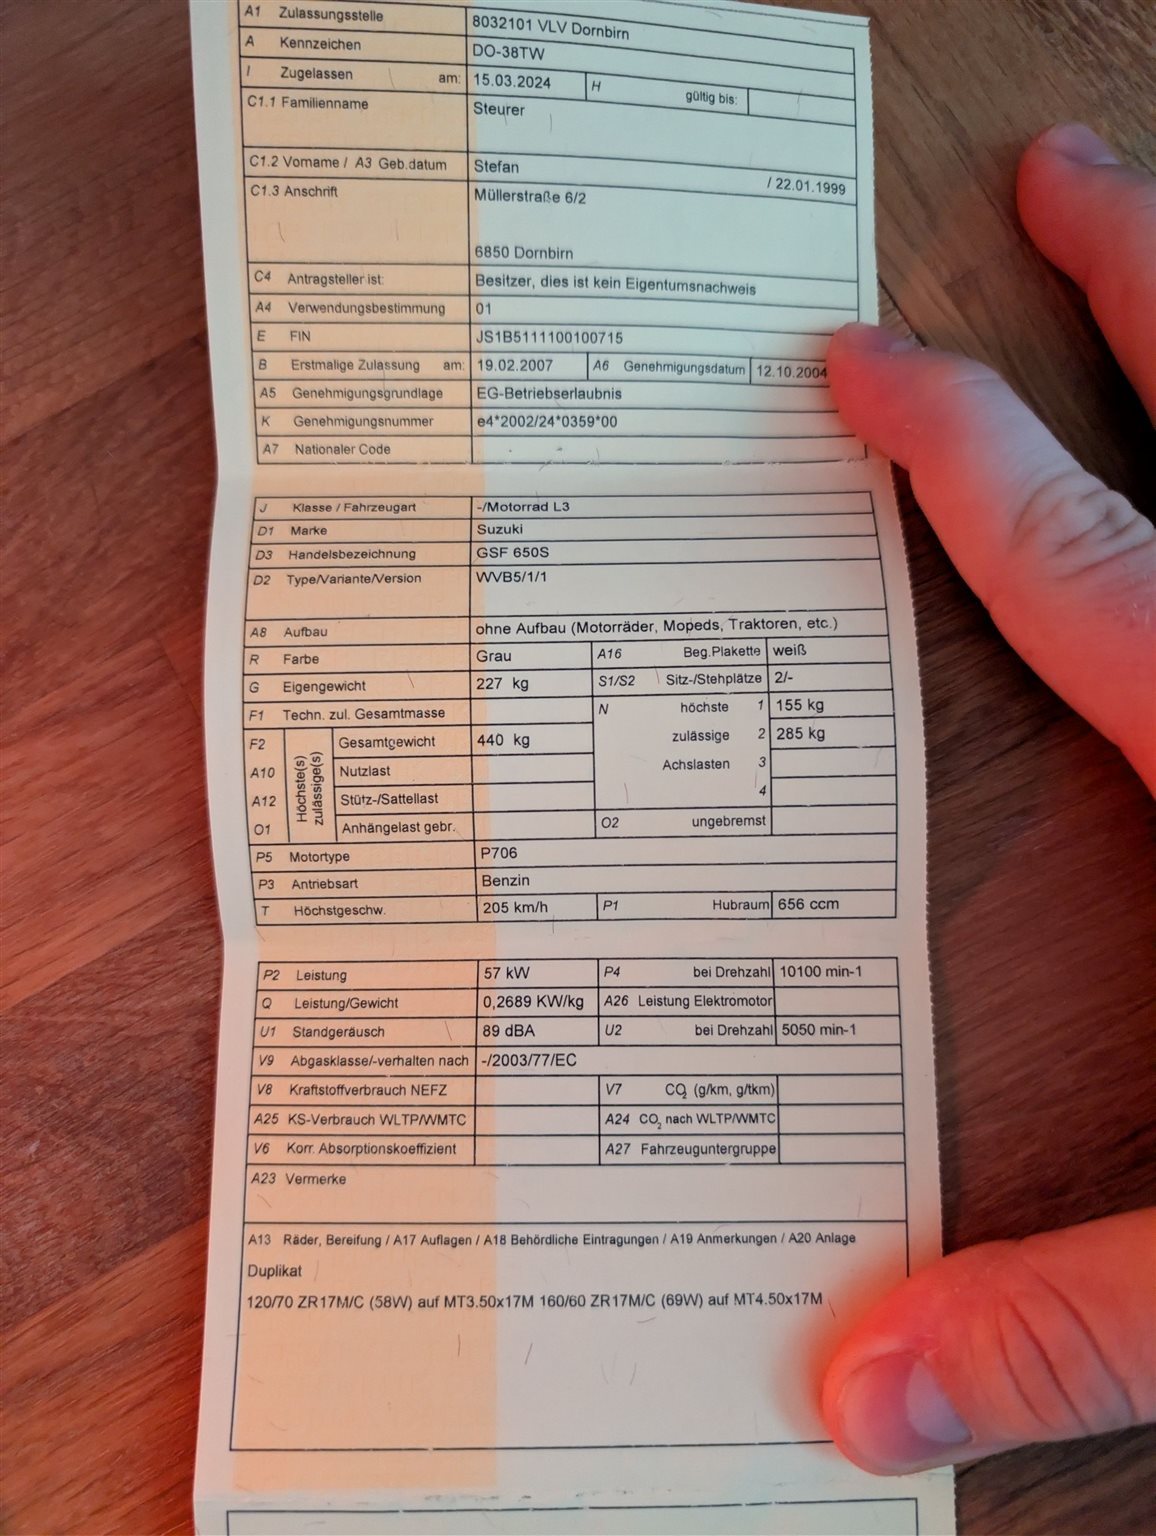 A1 Zulassungsstelle 8032101 VLV Dornbirn
A Kennzeichen DO-38TW
I Zugelassen am: 15.03.2024 H gültig bis:
C1.1 Familienname Steurer
C1.2 Vorname / A3 Geb.datum Stefan / 22.01.1999
C1.3 Anschrift Müllerstraße 6/2
6850 Dornbirn
C4 Antragsteller ist: Besitzer, dies ist kein Eigentumsnachweis
A4 Verwendungsbestimmung 01
E FIN JS1B5111100100715
B Erstmalige Zulassung am: 19.02.2007 A6 Genehmigungsdatum 12.10.2004
A5 Genehmigungsgrundlage EG-Betriebserlaubnis
K Genehmigungsnummer e4*2002/24*0359*00
A7 Nationaler Code
J Klasse / Fahrzeugart -/Motorrad L3
D1 Marke Suzuki
D3 Handelsbezeichnung GSF 650S
D2 Type/Variante/Version WVB5/1/1
A8 Aufbau ohne Aufbau (Motorräder, Mopeds, Traktoren, etc.)
R Farbe Grau A16 Beg.Plakette weiß
G Eigengewicht 227 kg S1/S2 Sitz-/Stehplätze 2/-
F1 Techn. zul. Gesamtmasse N höchste 1 155 kg
F2 Höchste(s) zulässige(s) Gesamtgewicht 440 kg zulässige 2 285 kg
A10 Nutzlast Achslasten 3
A12 Stütz-/Sattellast 4
O1 Anhängelast gebr. O2 ungebremst
P5 Motortype P706
P3 Antriebsart Benzin
T Höchstgeschw. 205 km/h P1 Hubraum 656 ccm
P2 Leistung 57 kW P4 bei Drehzahl 10100 min-1
Q Leistung/Gewicht 0,2689 KW/kg A26 Leistung Elektromotor
U1 Standgeräusch 89 dBA U2 bei Drehzahl 5050 min-1
V9 Abgasklasse/-verhalten nach -/2003/77/EC
V8 Kraftstoffverbrauch NEFZ V7 CO2 (g/km, g/tkm)
A25 KS-Verbrauch WLTP/WMTC A24 CO2 nach WLTP/WMTC
V6 Korr. Absorptionskoeffizient A27 Fahrzeuguntergruppe
A23 Vermerke
A13 Räder, Bereifung / A17 Auflagen / A18 Behördliche Eintragungen / A19 Anmerkungen / A20 Anlage
Duplikat
120/70 ZR17M/C (58W) auf MT3.50x17M 160/60 ZR17M/C (69W) auf MT4.50x17M